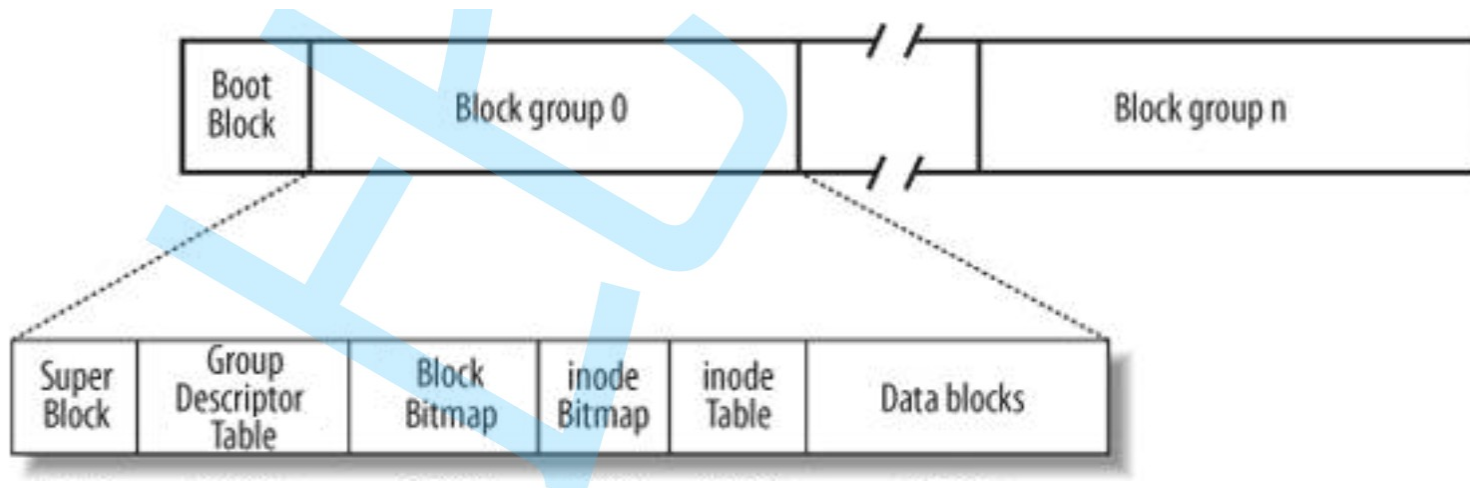 Boot
Block
Block group 0
Block group n
Super
Block
Group
Descriptor
Table
Block
Bitmap
inode
Bitmap
inode
Table
Data blocks